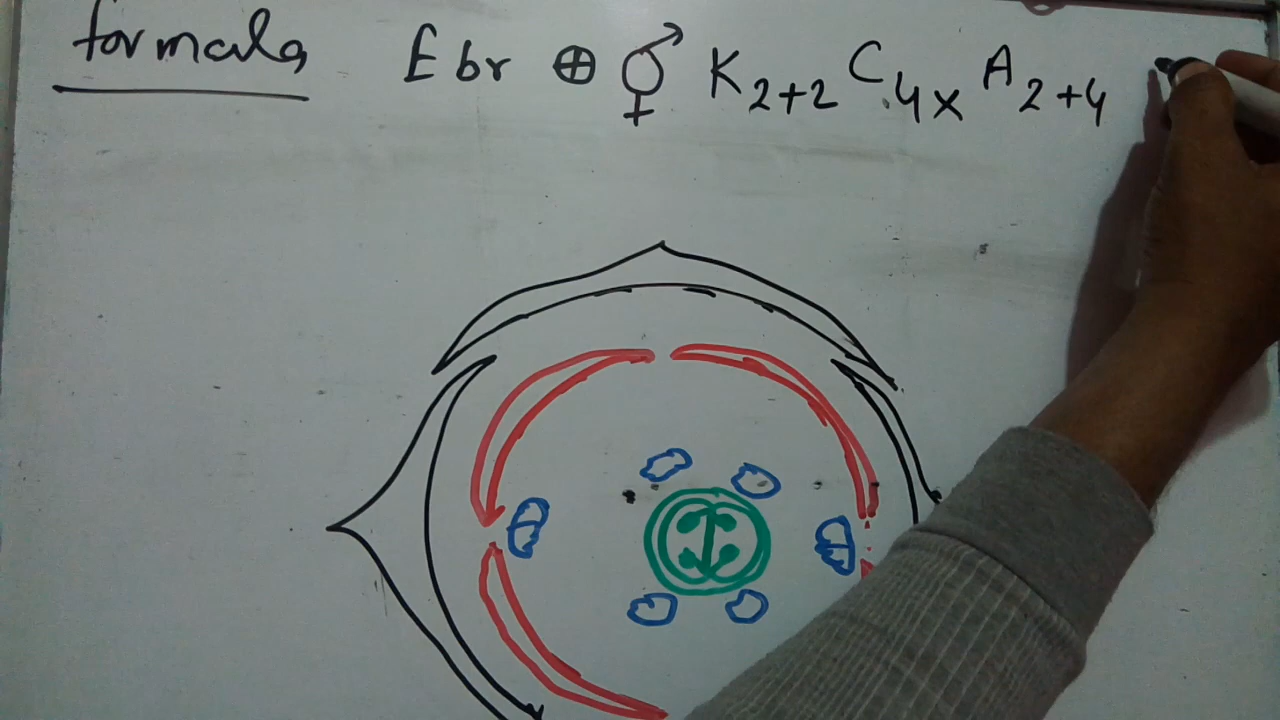 formula Ebr ⊕ ⚥ K₂₊₂ C₄ₓ A₂₊₄